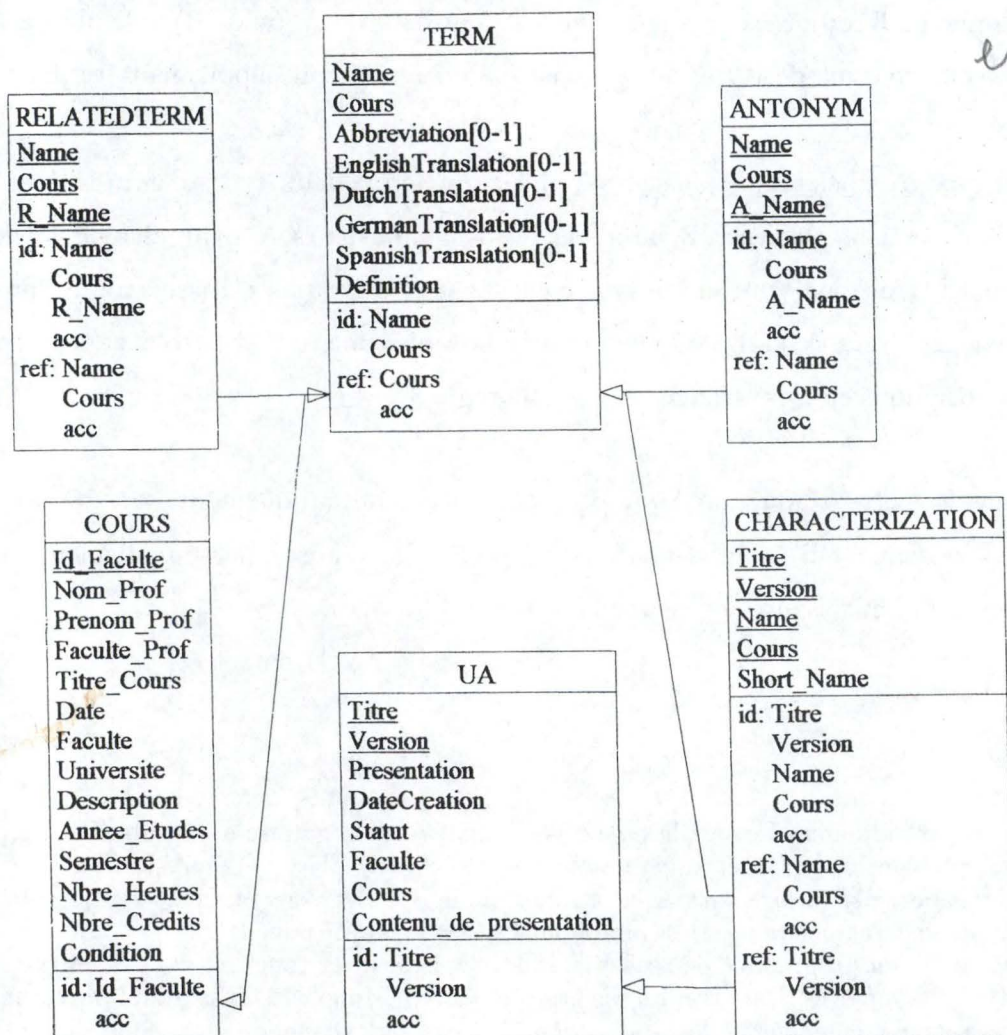 TERM
Name
Cours
Abbreviation[0-1]
EnglishTranslation[0-1]
DutchTranslation[0-1]
GermanTranslation[0-1]
SpanishTranslation[0-1]
Definition
id: Name
Cours
ref: Cours
acc
RELATEDTERM
Name
Cours
R_Name
id: Name
Cours
R_Name
acc
ref: Name
Cours
acc
ANTONYM
Name
Cours
A_Name
id: Name
Cours
A_Name
acc
ref: Name
Cours
acc
COURS
Id_Faculte
Nom_Prof
Prenom_Prof
Faculte_Prof
Titre_Cours
Date
Faculte
Universite
Description
Annee_Etudes
Semestre
Nbre_Heures
Nbre_Credits
Condition
id: Id_Faculte
acc
UA
Titre
Version
Presentation
DateCreation
Statut
Faculte
Cours
Contenu_de_presentation
id: Titre
Version
acc
CHARACTERIZATION
Titre
Version
Name
Cours
Short_Name
id: Titre
Version
Name
Cours
acc
ref: Name
Cours
acc
ref: Titre
Version
acc